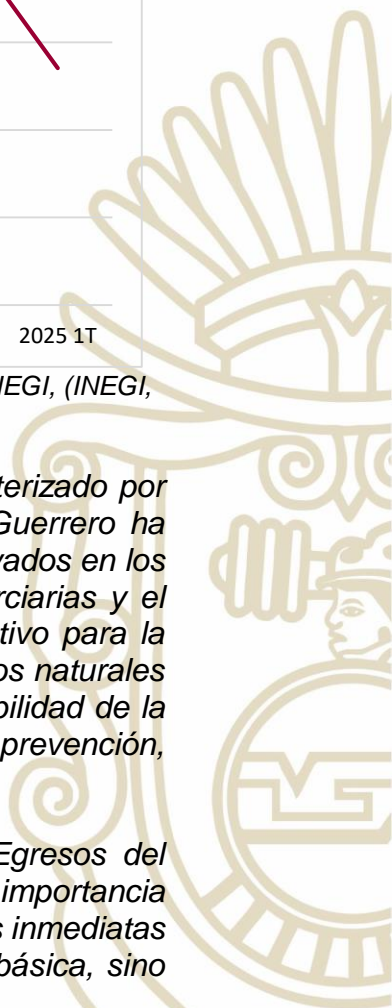 2025 1T
NEGI, (INEGI,
terizado por
Guerrero ha
vados en los
rciarias y el
tivo para la
os naturales
bilidad de la
prevención,
Egresos del
importancia
s inmediatas
básica, sino